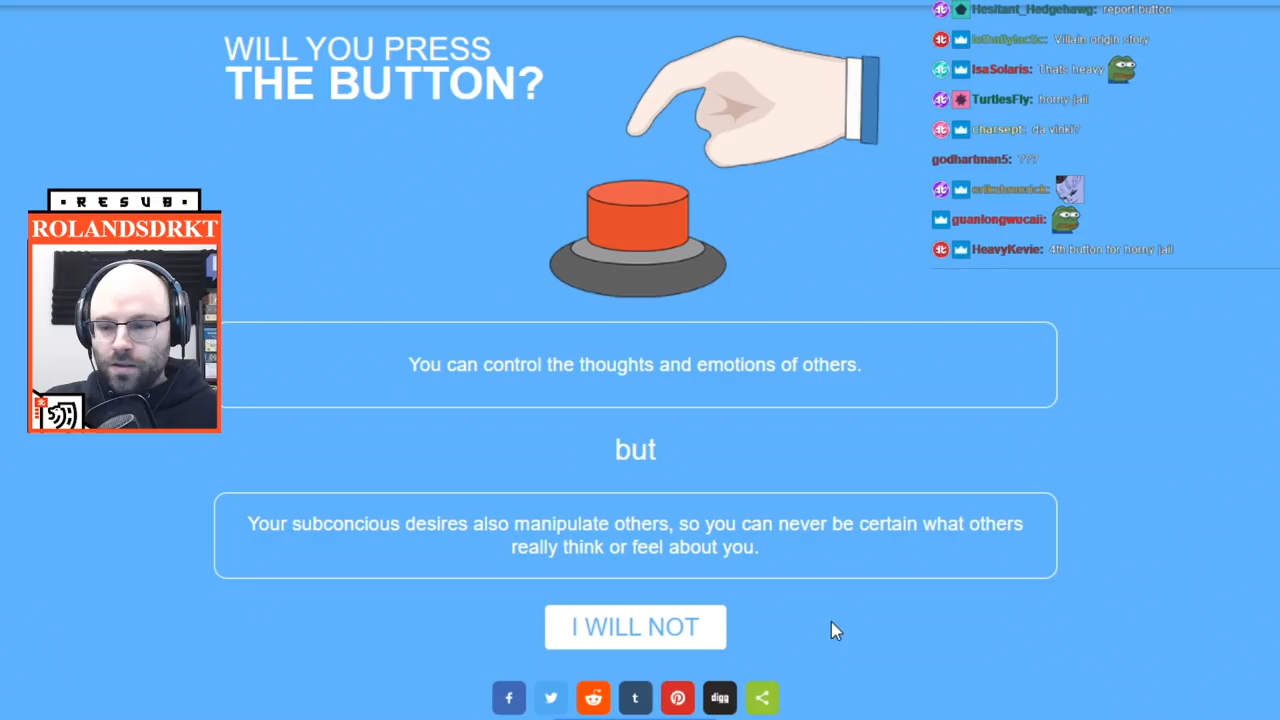 WILL YOU PRESS
THE BUTTON?
Hesitant_Hedgehawg: report button
Villain origin story
IsaSolaris: Thats heavy
TurtlesFly: horny jail
charsept: da vinki?
godhartman5: ???
guanlongwucaii:
HeavyKevie: 4th button for horny jail
RESUB
ROLANDSDRKT
You can control the thoughts and emotions of others.
but
Your subconcious desires also manipulate others, so you can never be certain what others
really think or feel about you.
I WILL NOT
f
t
digg